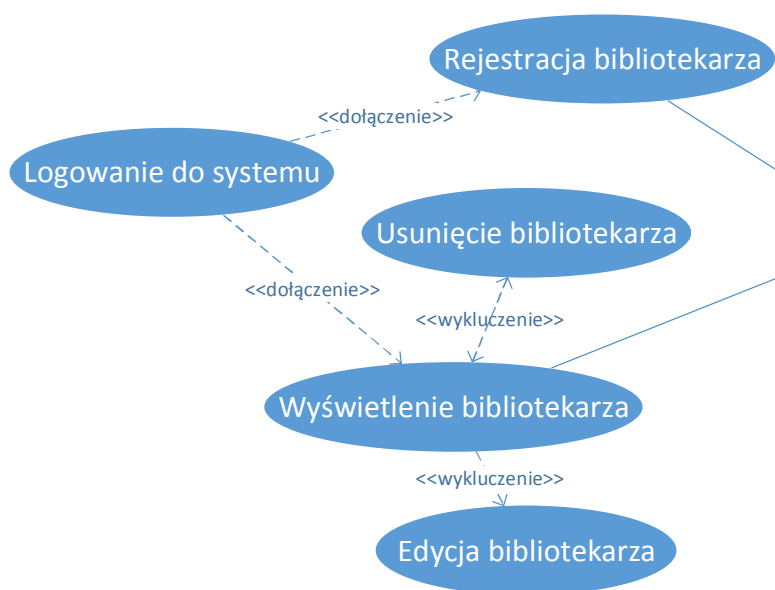 Rejestracja bibliotekarza
<<dołączenie>>
Logowanie do systemu
Usunięcie bibliotekarza
<<dołączenie>>
<<wykluczenie>>
Wyświetlenie bibliotekarza
<<wykluczenie>>
Edycja bibliotekarza